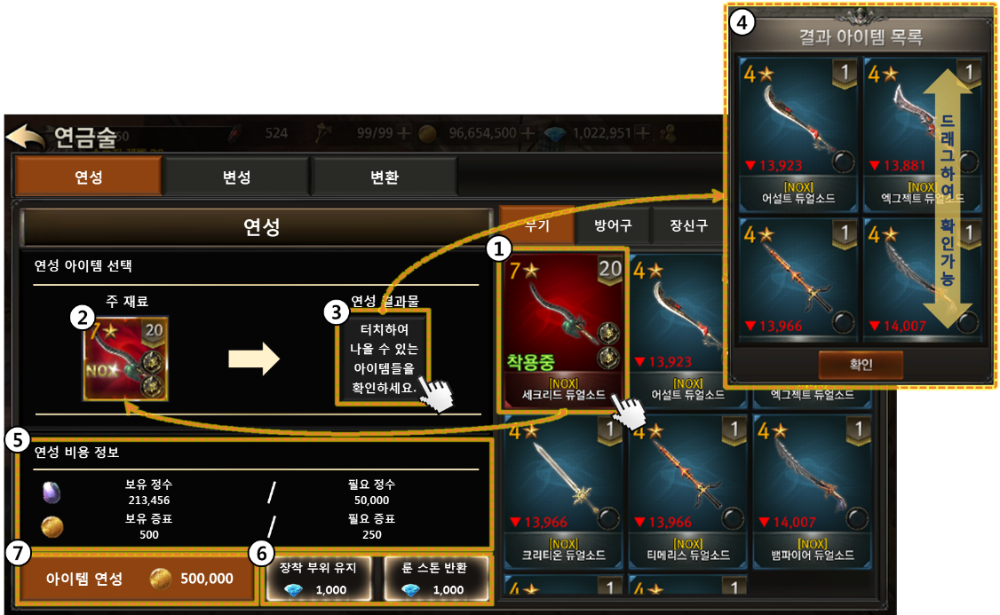 연금술
524
99/99
96,654,500
1,022,951
연성
변성
변환
연성
연성 아이템 선택
주 재료
2
7
20
NOX
연성 결과물
3
터치하여
나올 수 있는
아이템들을
확인하세요.
5
연성 비용 정보
보유 정수
213,456
/
필요 정수
50,000
보유 증표
500
/
필요 증표
250
7
아이템 연성
500,000
6
장착 부위 유지
1,000
룬 스톤 반환
1,000
무기
방어구
장신구
1
7
20
착용중
[NOX]
세크리드 듀얼소드
4
▼13,923
[NOX]
어설트 듀얼소드
[NOX]
엑그젝트 듀얼소드
4
1
▼13,966
[NOX]
크리티온 듀얼소드
4
1
▼13,966
[NOX]
티메리스 듀얼소드
4
1
▼14,007
[NOX]
뱀파이어 듀얼소드
4
1
4
1
4
결과 아이템 목록
4
1
▼13,923
[NOX]
어설트 듀얼소드
4
1
▼13,881
[NOX]
엑그젝트 듀얼소드
4
1
▼13,966
4
1
▼14,007
드래그하여 확인가능
확인